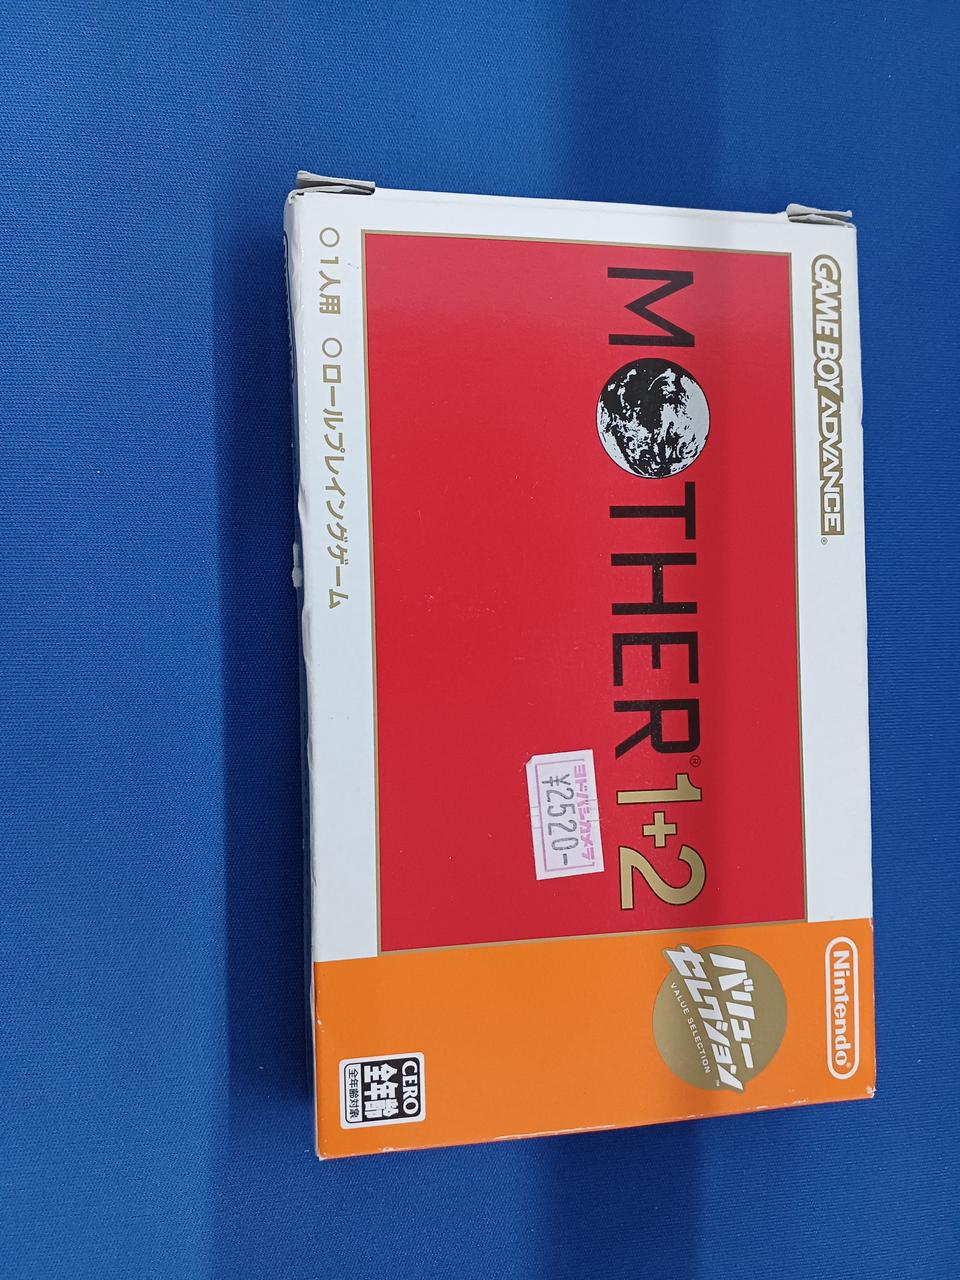 GAME BOY ADVANCE®
Nintendo®
MOTHER®1+2
バリュー
セレクション™
VALUE SELECTION
ヨドバシカメラ
¥2520-
○1人用 ○ロールプレイングゲーム
CERO
全年齢
全年齢対象